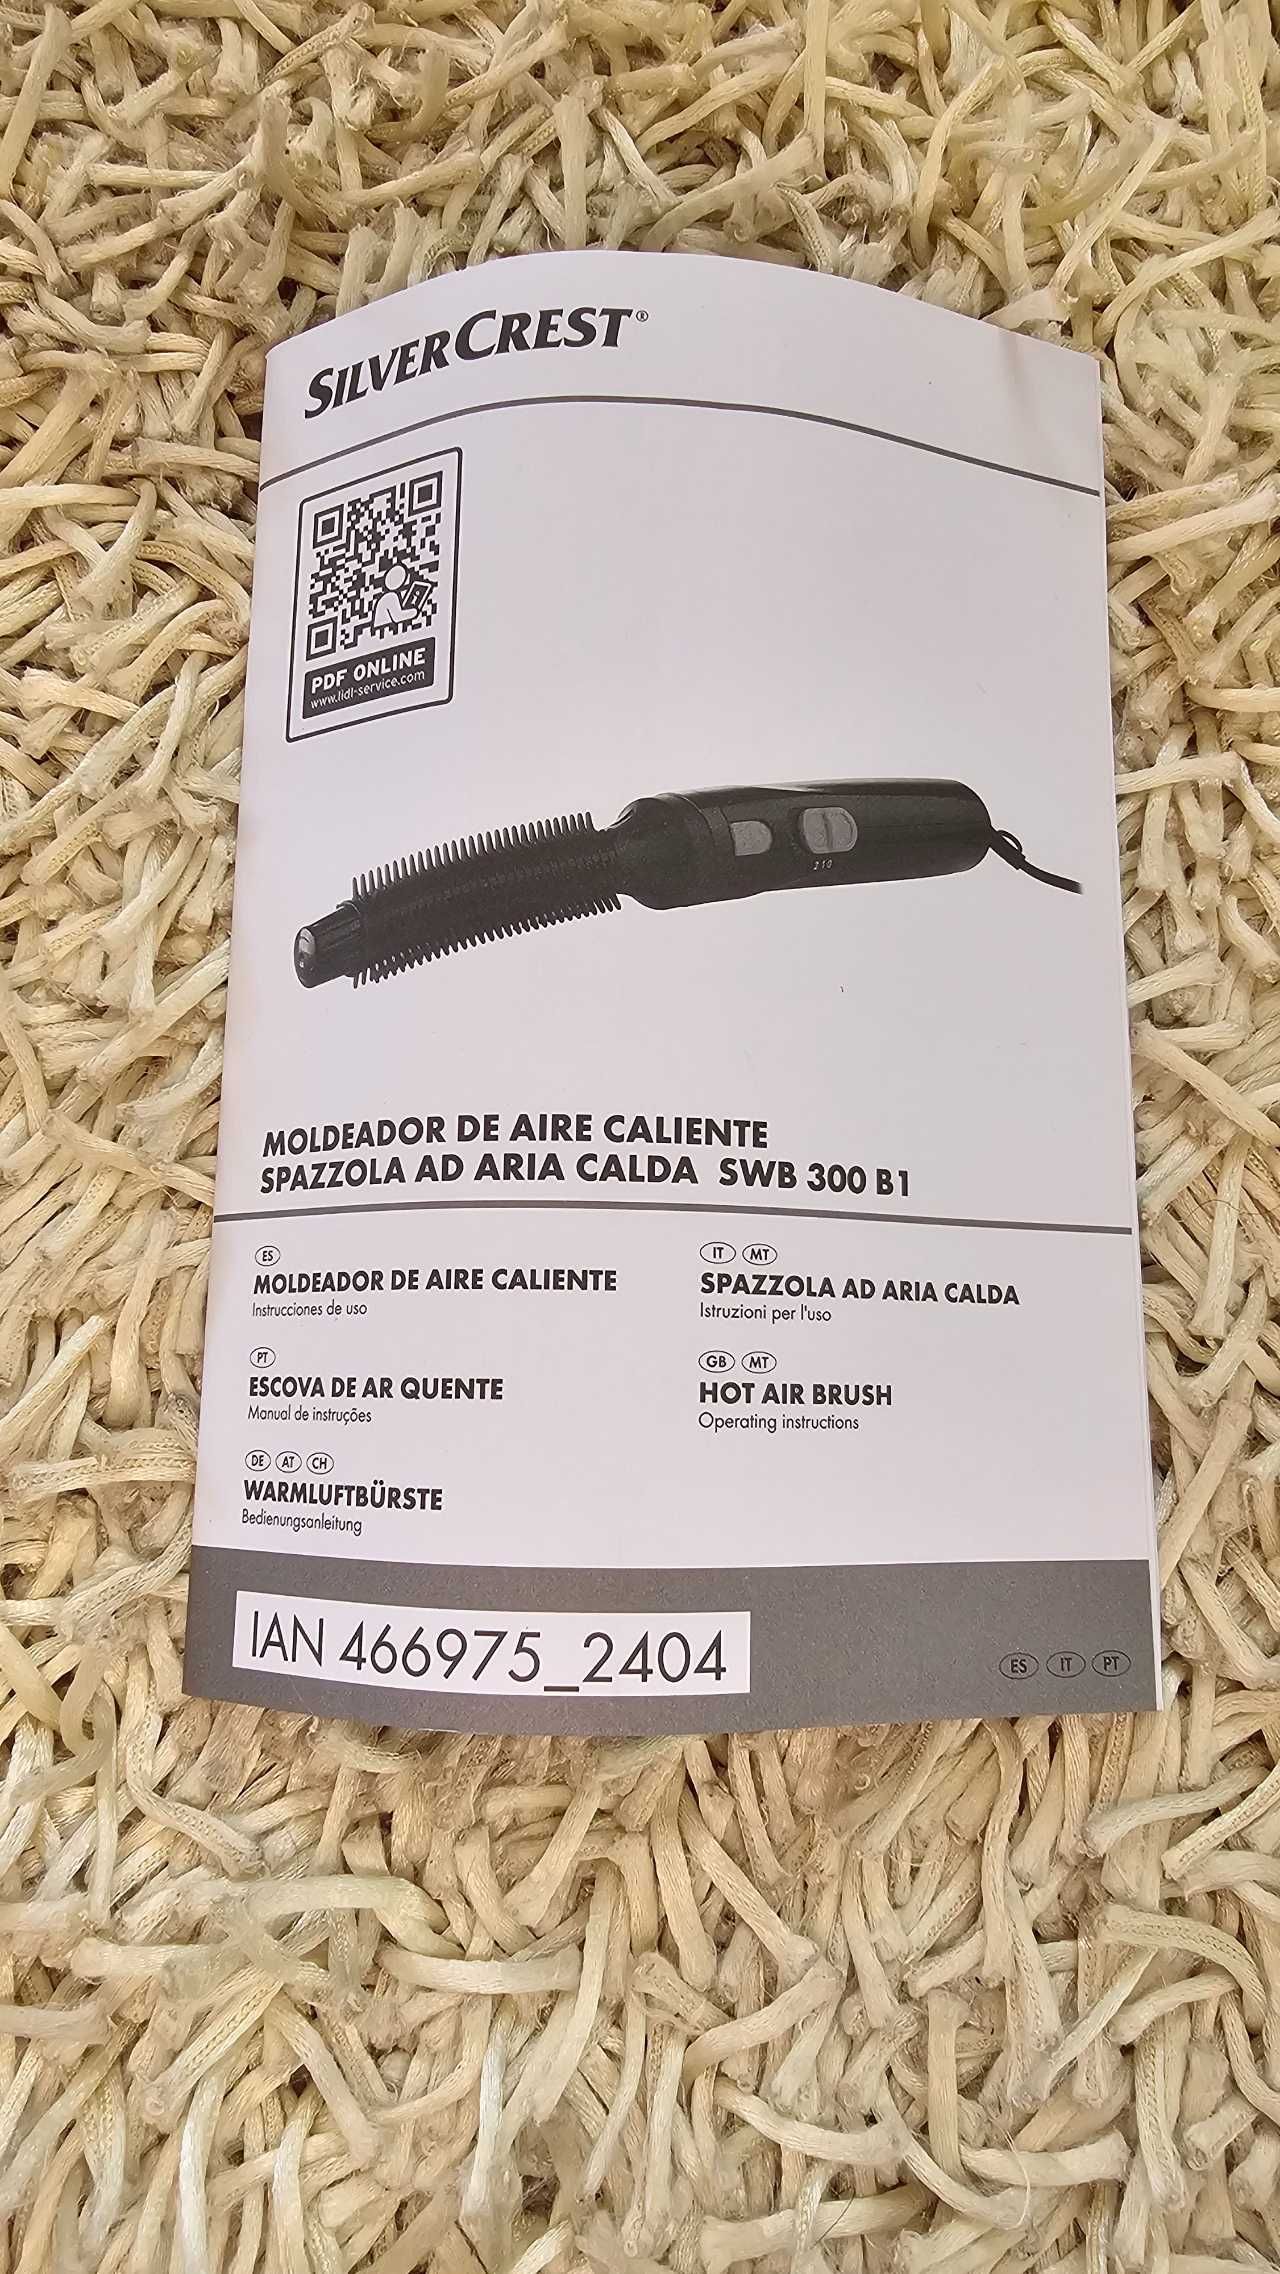 SILVERCREST®
PDF ONLINE
www.lidl-service.com
2 1 0
MOLDEADOR DE AIRE CALIENTE
SPAZZOLA AD ARIA CALDA SWB 300 B1
ES
MOLDEADOR DE AIRE CALIENTE
Instrucciones de uso
IT MT
SPAZZOLA AD ARIA CALDA
Istruzioni per l'uso
PT
ESCOVA DE AR QUENTE
Manual de instruções
GB MT
HOT AIR BRUSH
Operating instructions
DE AT CH
WARMLUFTBÜRSTE
Bedienungsanleitung
IAN 466975_2404
ES IT PT